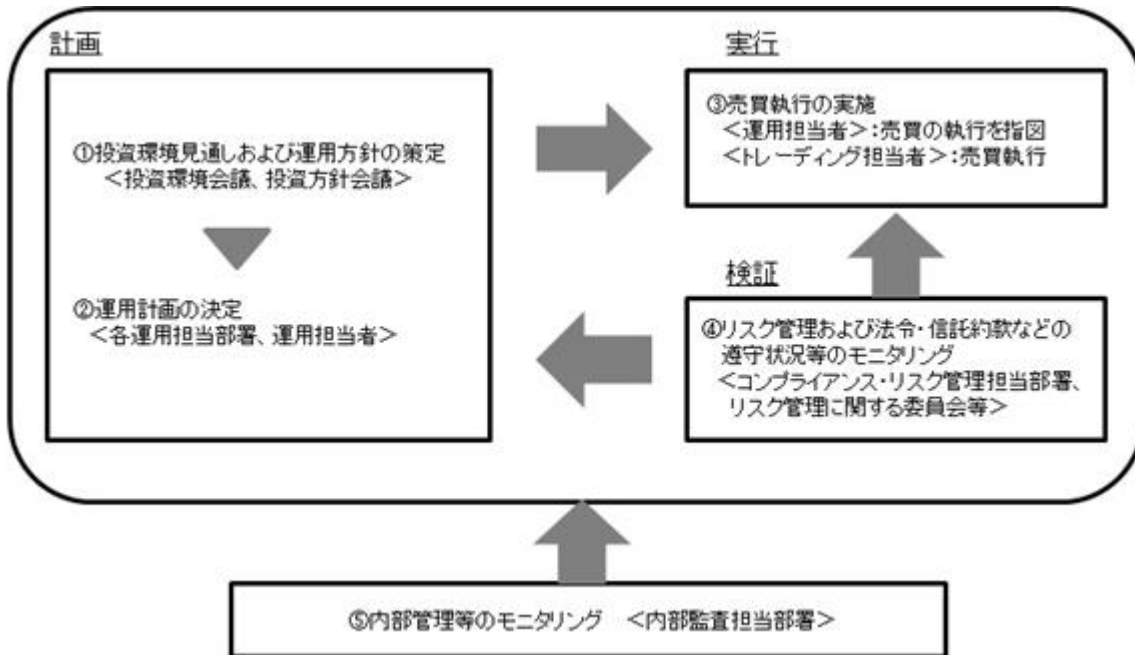 計画
①投資環境見通しおよび運用方針の策定
<投資環境会議、投資方針会議>
②運用計画の決定
<各運用担当部署、運用担当者>
実行
③売買執行の実施
<運用担当者>:売買の執行を指図
<トレーディング担当者>:売買執行
検証
④リスク管理および法令・信託約款などの
遵守状況等のモニタリング
<コンプライアンス・リスク管理担当部署、
リスク管理に関する委員会等>
⑤内部管理等のモニタリング <内部監査担当部署>